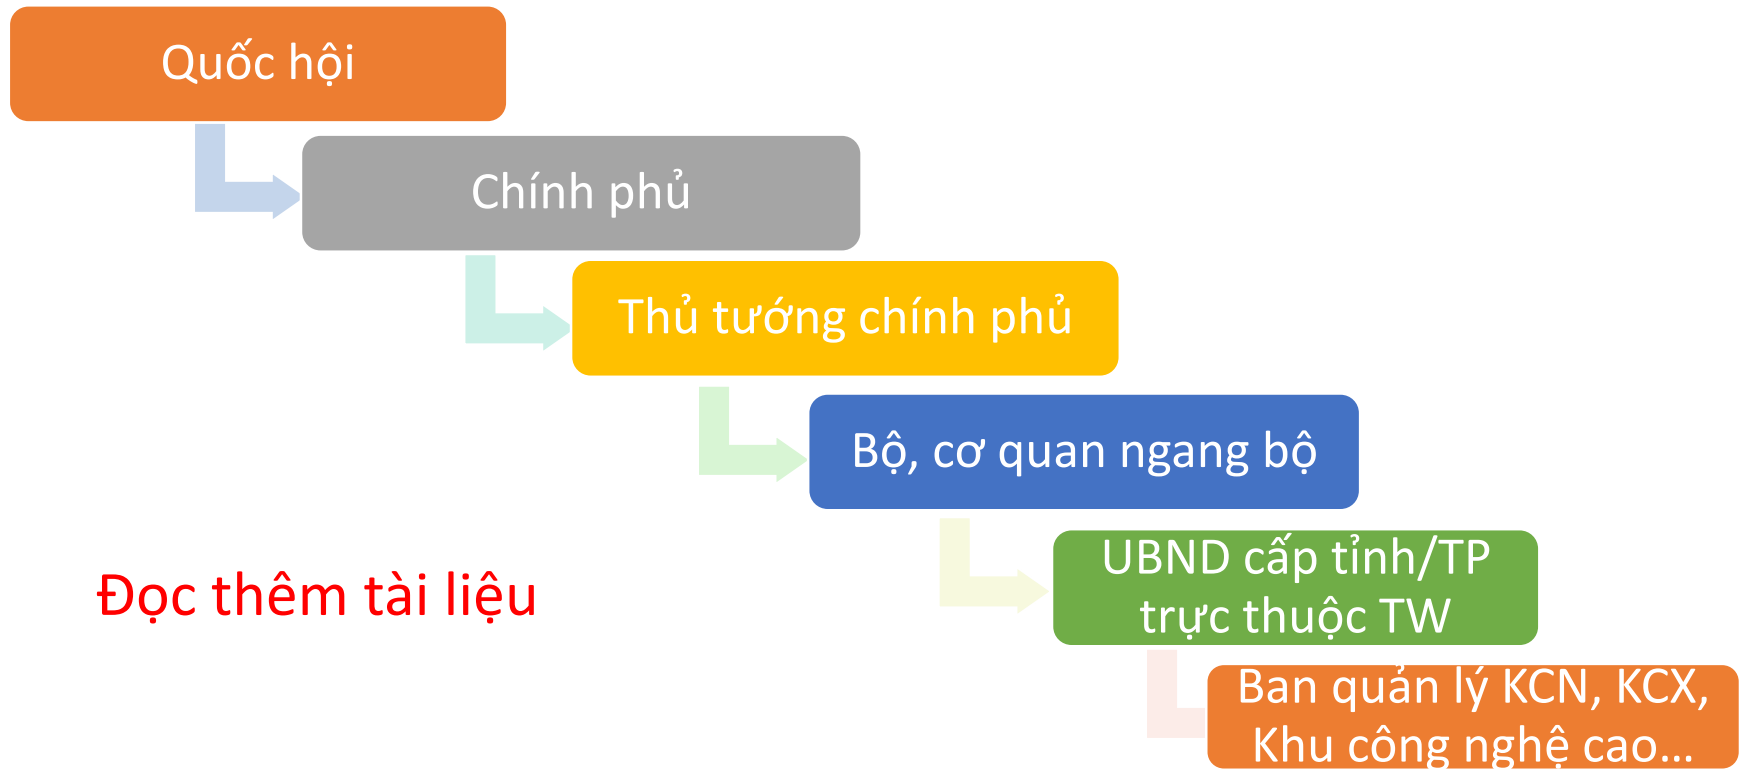 Quốc hội
Chính phủ
Thủ tướng chính phủ
Bộ, cơ quan ngang bộ
UBND cấp tỉnh/TP
trực thuộc TW
Đọc thêm tài liệu
Ban quản lý KCN, KCX,
Khu công nghệ cao...